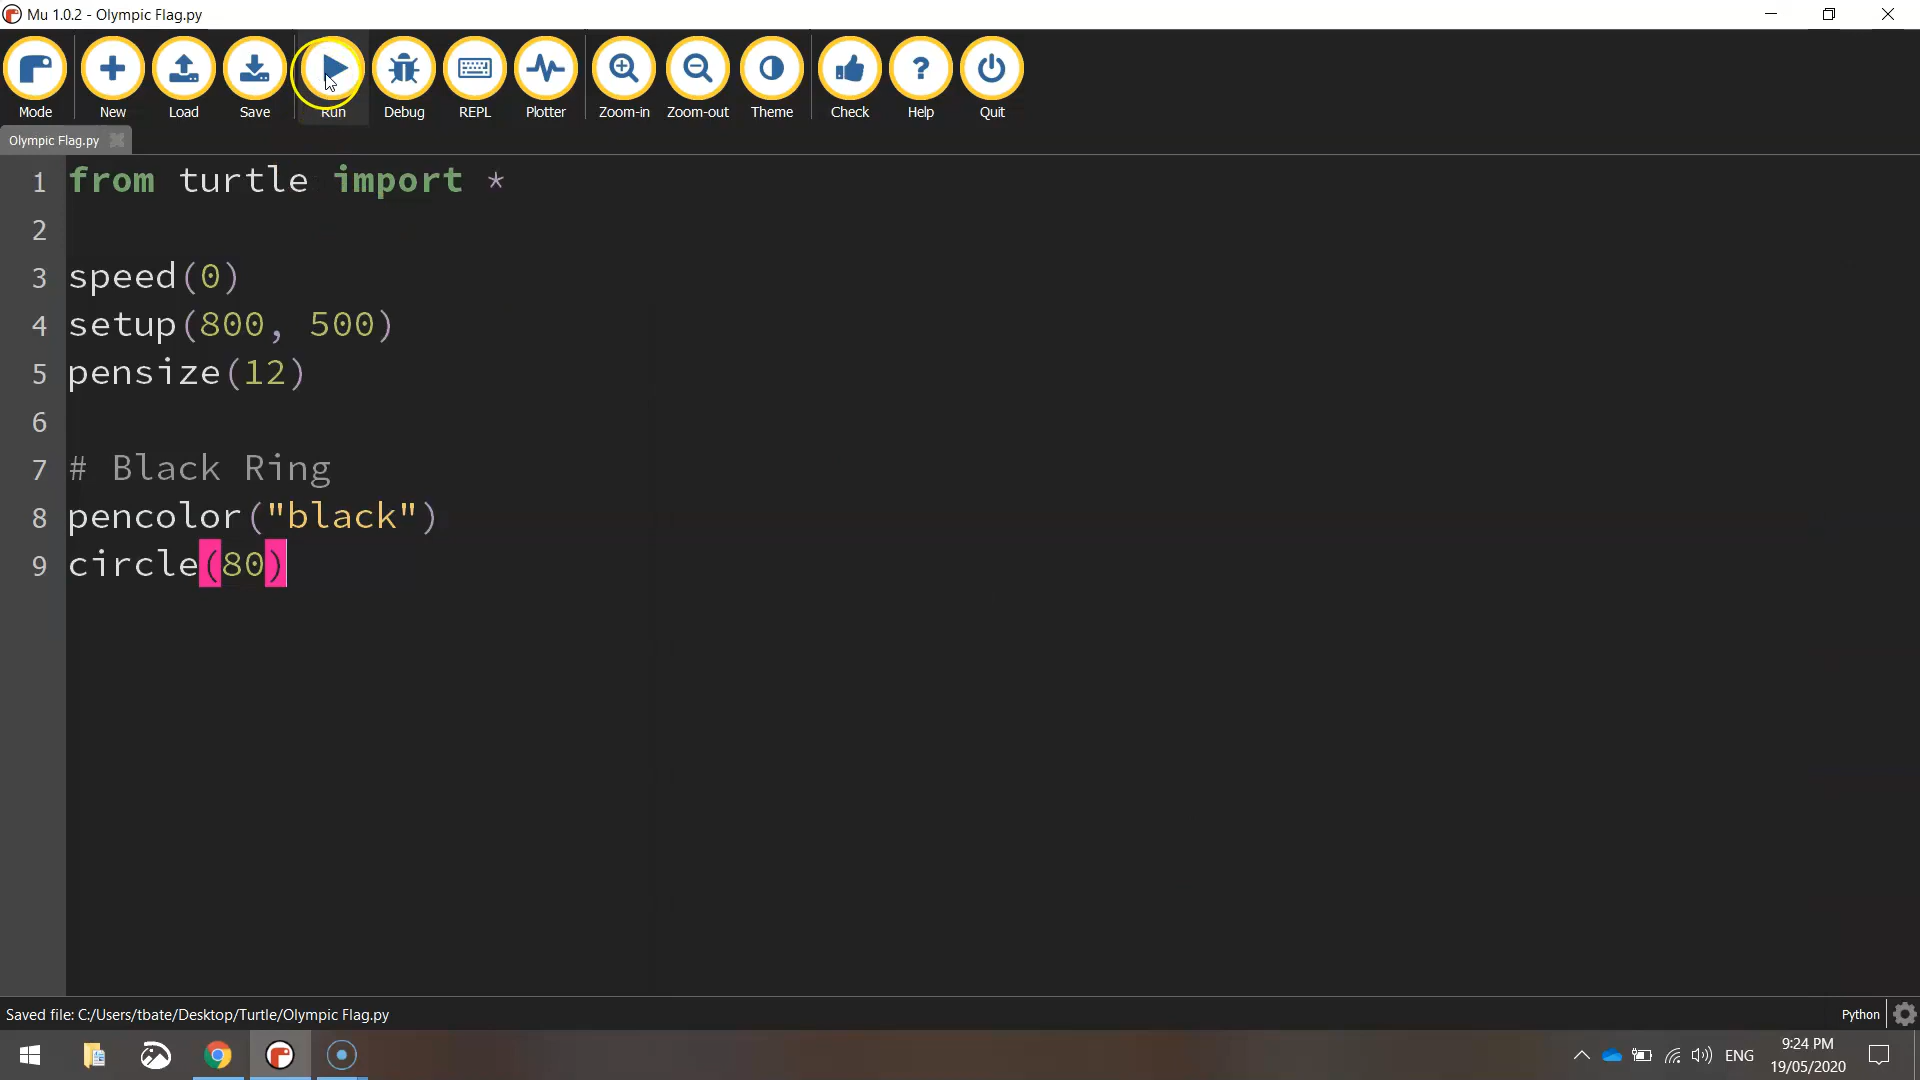 Mu 1.0.2 - Olympic Flag.py
Mode New Load Save Run Debug REPL Plotter Zoom-in Zoom-out Theme Check Help Quit
Olympic Flag.py
1 from turtle import *
2
3 speed(0)
4 setup(800, 500)
5 pensize(12)
6
7 # Black Ring
8 pencolor("black")
9 circle(80)
Saved file: C:/Users/tbate/Desktop/Turtle/Olympic Flag.py
Python
ENG
9:24 PM
19/05/2020